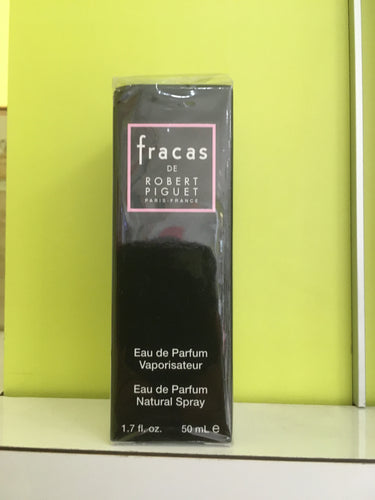 fracas
DE
ROBERT
PIGUET
PARIS-FRANCE
Eau de Parfum
Vaporisateur
Eau de Parfum
Natural Spray
1.7 fl. oz. 50 mL e